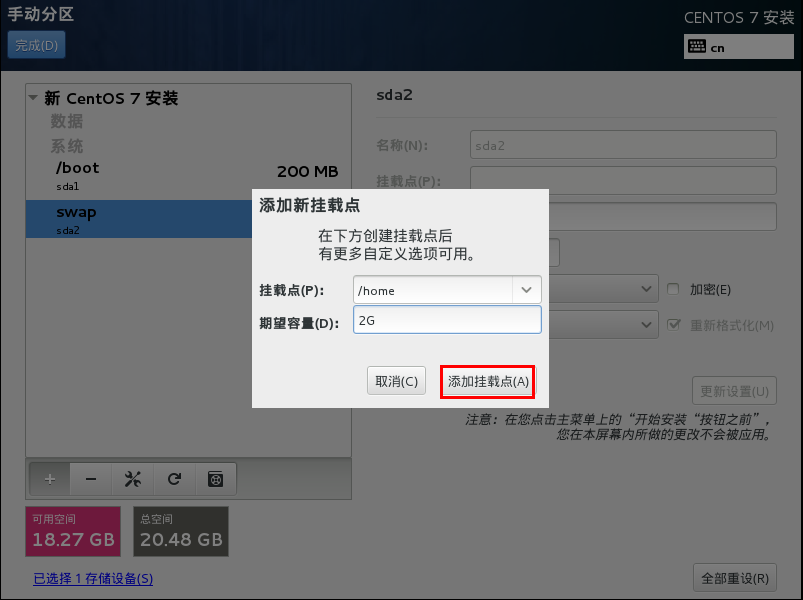 手动分区
CENTOS 7 安装
完成(D)
cn
新 CentOS 7 安装
数据
系统
/boot
200 MB
sda1
swap
sda2
sda2
名称(N):
sda2
挂载点(P):
添加新挂载点
在下方创建挂载点后
有更多自定义选项可用。
挂载点(P):
/home
期望容量(D):
2G
取消(C)
添加挂载点(A)
加密(E)
重新格式化(M)
更新设置(U)
注意：在您点击主菜单上的“开始安装“按钮之前”，
您在本屏幕内所做的更改不会被应用。
+
−
可用空间
18.27 GB
总空间
20.48 GB
已选择 1 存储设备(S)
全部重设(R)